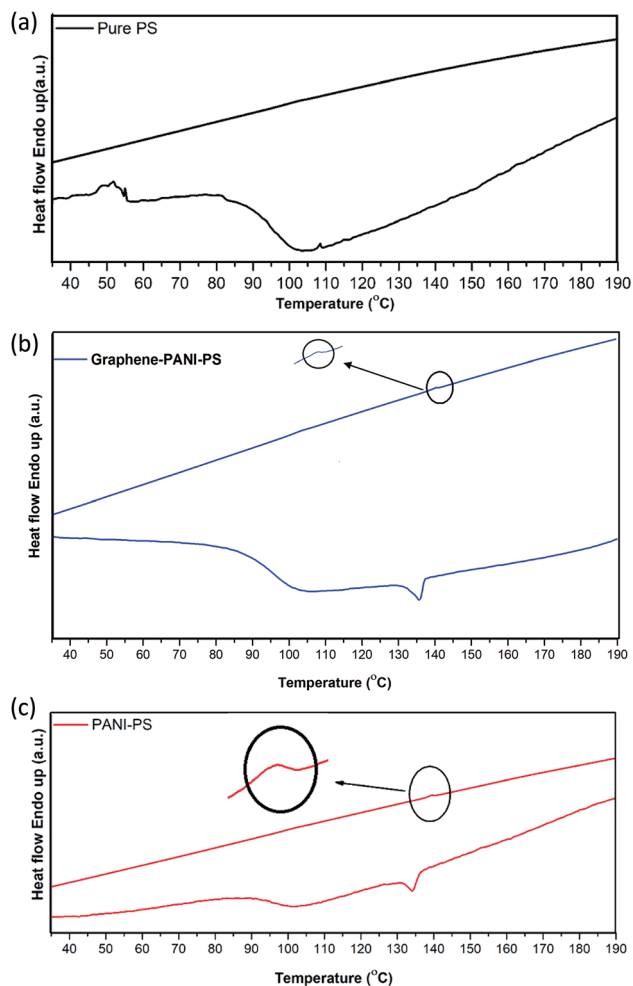 (a)
Pure PS
Heat flow Endo up(a.u.)
40 50 60 70 80 90 100 110 120 130 140 150 160 170 180 190
Temperature (°C)
(b)
Graphene-PANI-PS
Heat flow Endo up (a.u.)
40 50 60 70 80 90 100 110 120 130 140 150 160 170 180 190
Temperature (°C)
(c)
PANI-PS
Heat flow Endo up (a.u.)
40 50 60 70 80 90 100 110 120 130 140 150 160 170 180 190
Temperature (°C)